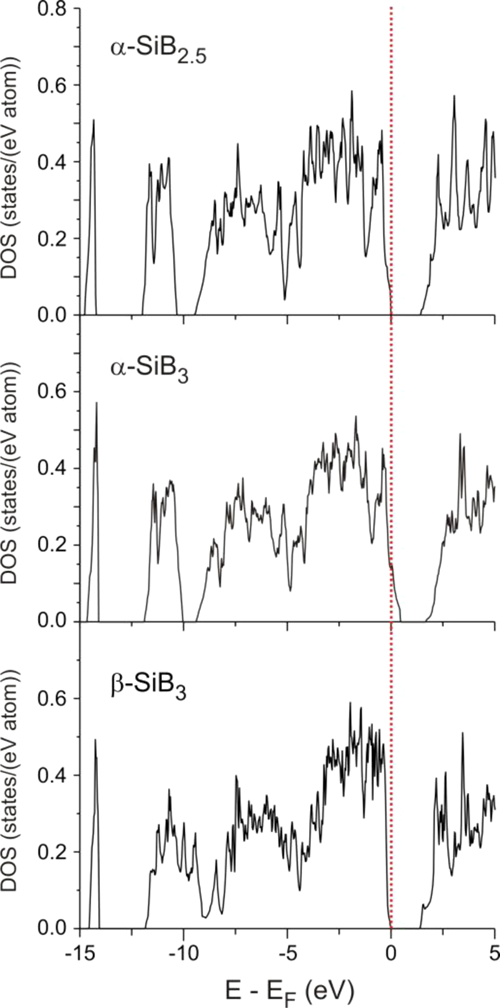 0.8
α-SiB2.5
0.6
0.4
0.2
0.0
DOS (states/(eV atom))
α-SiB3
0.6
0.4
0.2
0.0
DOS (states/(eV atom))
β-SiB3
0.6
0.4
0.2
0.0
DOS (states/(eV atom))
-15 -10 -5 0 5
E - EF (eV)